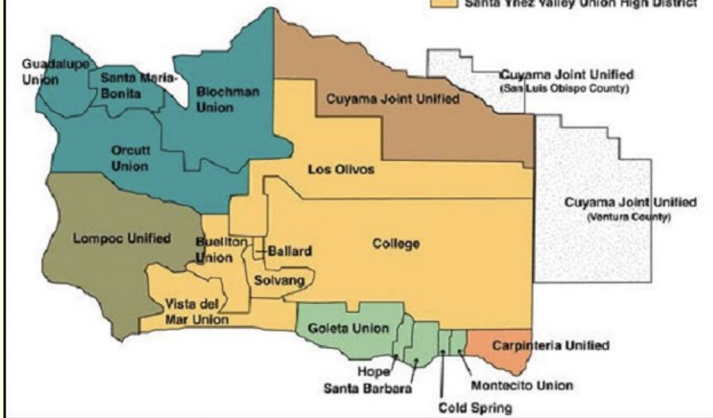 Santa Ynez Valley Union High District
Guadalupe
Union
Santa Maria-
Bonita
Blochman
Union
Cuyama Joint Unified
(San Luis Obispo County)
Cuyama Joint Unified
Orcutt
Union
Los Olivos
Cuyama Joint Unified
(Ventura County)
Lompoc Unified
Buellton
Union
Ballard
College
Solvang
Vista del
Mar Union
Goleta Union
Carpinteria Unified
Hope
Santa Barbara
Montecito Union
Cold Spring